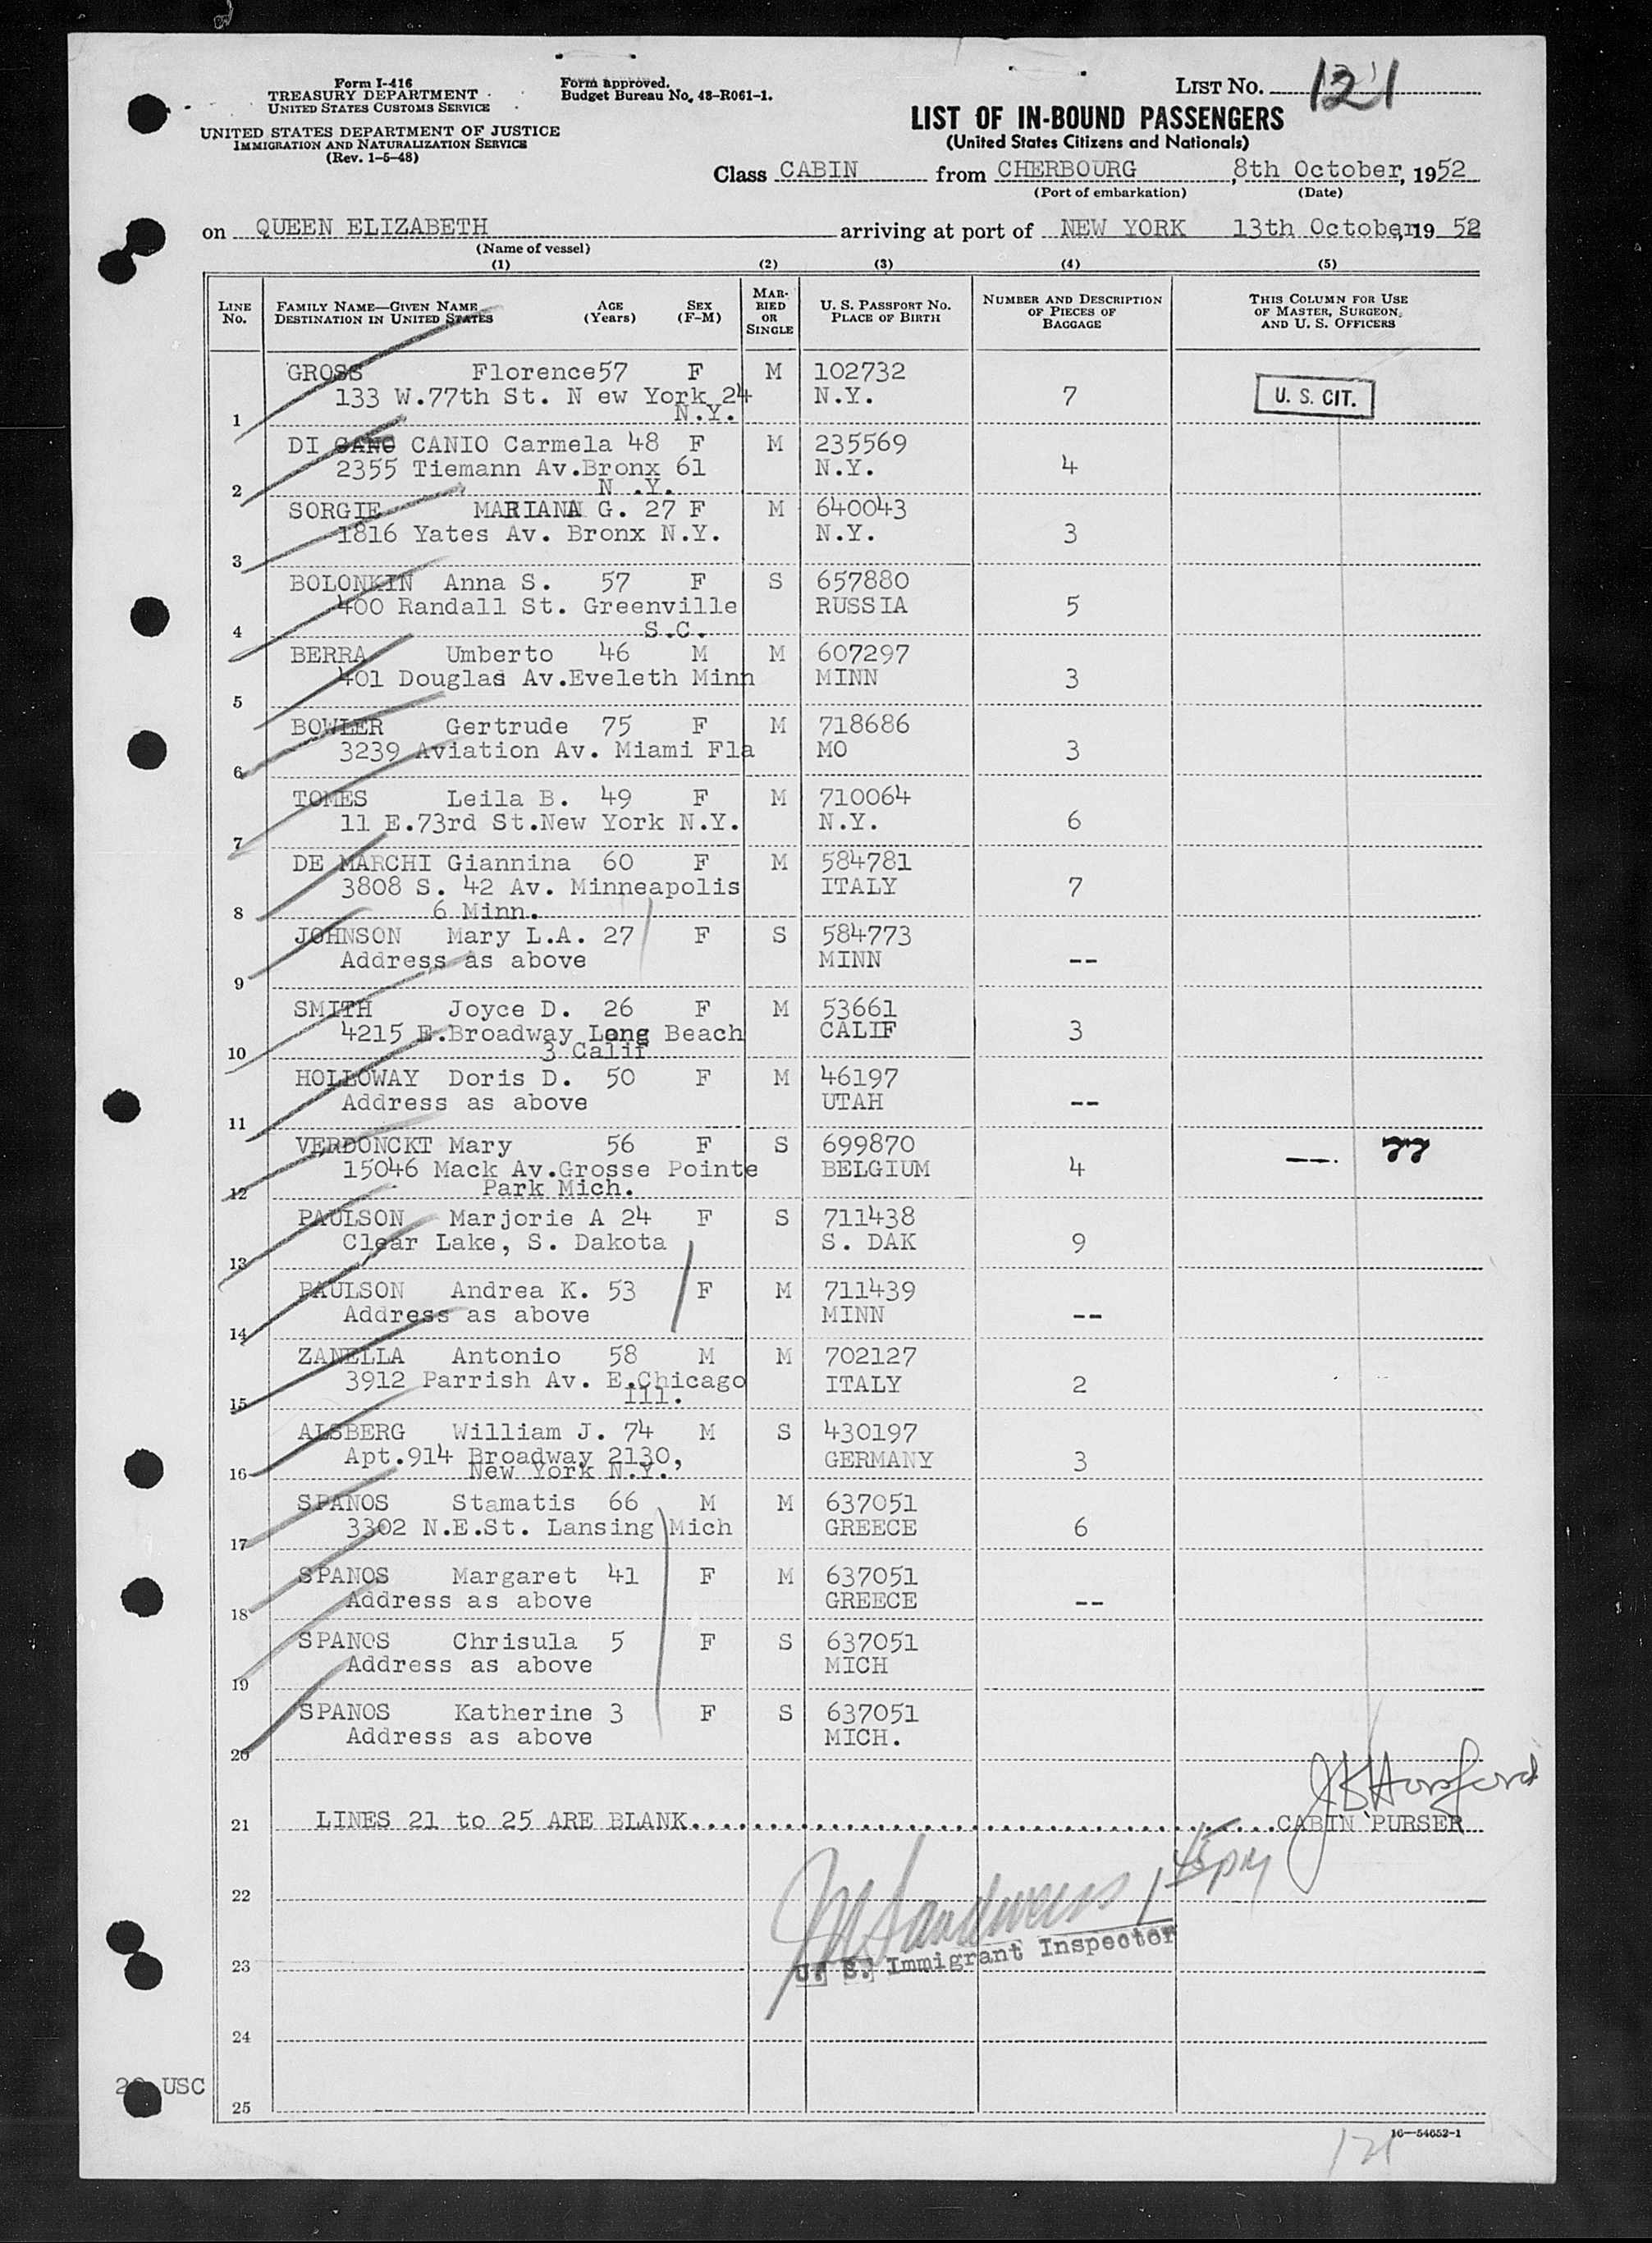 Form I-416
TREASURY DEPARTMENT
UNITED STATES CUSTOMS SERVICE
UNITED STATES DEPARTMENT OF JUSTICE
IMMIGRATION AND NATURALIZATION SERVICE
(Rev. 1-5-48)
Form approved.
Budget Bureau No. 48-R061-1.
LIST No. 121
LIST OF IN-BOUND PASSENGERS
(United States Citizens and Nationals)
Class CABIN from CHERBOURG, 8th October, 1952
(Port of embarkation) (Date)
on QUEEN ELIZABETH arriving at port of NEW YORK 13th October, 19 52
(Name of vessel)
(1) (2) (3) (4) (5)
LINE No. FAMILY NAME—GIVEN NAME DESTINATION IN UNITED STATES AGE (Years) SEX (F-M) MARRIED OR SINGLE U. S. PASSPORT No. PLACE OF BIRTH NUMBER AND DESCRIPTION OF PIECES OF BAGGAGE THIS COLUMN FOR USE OF MASTER, SURGEON, AND U. S. OFFICERS
GROSS Florence 57 F M 102732
133 W.77th St. N ew York 24 N.Y. 7 U. S. CIT.
1 N.Y.
DI CANO CANIO Carmela 48 F M 235569
2355 Tiemann Av.Bronx 61 N.Y. 4
2 N .Y.
SORGIE MARIANA G. 27 F M 640043
1816 Yates Av. Bronx N.Y. N.Y. 3
3
BOLONKIN Anna S. 57 F S 657880
400 Randall St. Greenville RUSSIA 5
4 S.C.
BERRA Umberto 46 M M 607297
401 Douglas Av.Eveleth Minn MINN 3
5
BOWLER Gertrude 75 F M 718686
3239 Aviation Av. Miami Fla MO 3
6
TOMES Leila B. 49 F M 710064
11 E.73rd St.New York N.Y. N.Y. 6
7
DE MARCHI Giannina 60 F M 584781
3808 S. 42 Av. Minneapolis ITALY 7
8 6 Minn.
JOHNSON Mary L.A. 27 F S 584773
Address as above MINN --
9
SMITH Joyce D. 26 F M 53661
4215 E.Broadway Long Beach CALIF 3
10 3 Calif
HOLLOWAY Doris D. 50 F M 46197
Address as above UTAH --
11
VERDONCKT Mary 56 F S 699870 77
15046 Mack Av.Grosse Pointe BELGIUM 4
12 Park Mich.
PAULSON Marjorie A 24 F S 711438
Clear Lake, S. Dakota S. DAK 9
13
PAULSON Andrea K. 53 F M 711439
Address as above MINN --
14
ZANELLA Antonio 58 M M 702127
3912 Parrish Av. E.Chicago ITALY 2
15 Ill.
ALSBERG William J. 74 M S 430197
Apt.914 Broadway 2130, GERMANY 3
16 New York N.Y.
SPANOS Stamatis 66 M M 637051
3302 N.E.St. Lansing Mich GREECE 6
17
SPANOS Margaret 41 F M 637051
Address as above GREECE --
18
SPANOS Chrisula 5 F S 637051
Address as above MICH
19
SPANOS Katherine 3 F S 637051
Address as above MICH.
20
21 LINES 21 to 25 ARE BLANK. CABIN PURSER
1 45 PM
22
U. S. Immigrant Inspector
23
24
USC
25
16—54652-1
121